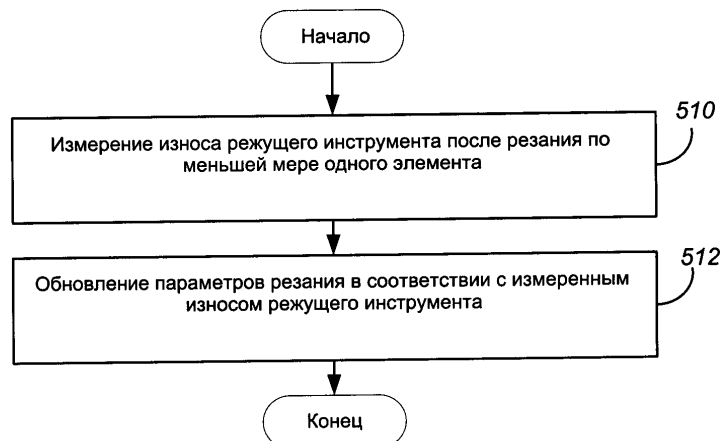 Начало
510
Измерение износа режущего инструмента после резания по
меньшей мере одного элемента
512
Обновление параметров резания в соответствии с измеренным
износом режущего инструмента
Конец